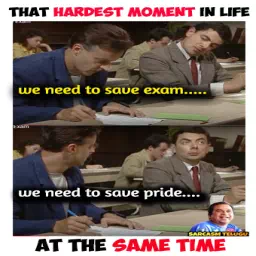 THAT HARDEST MOMENT IN LIFE
we need to save exam.....
Exam
we need to save pride....
SARCASM TELUGU
AT THE SAME TIME